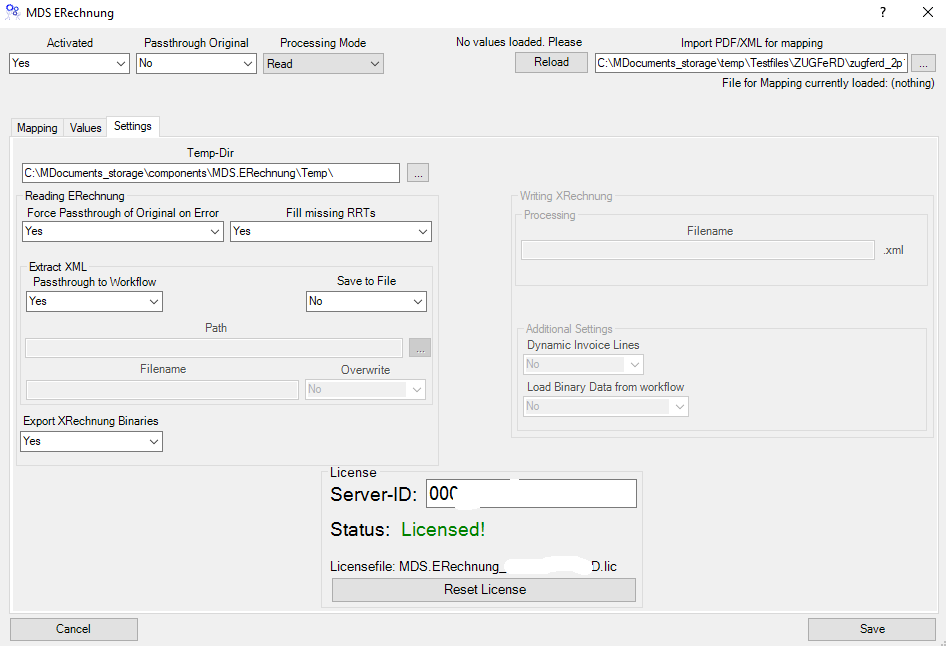 MDS ERechnung
?
Activated
Passthrough Original
Processing Mode
No values loaded. Please
Import PDF/XML for mapping
Yes
No
Read
Reload
C:\MDocuments_storage\temp\Testfiles\ZUGFeRD\zugferd_2p
...
File for Mapping currently loaded: (nothing)
Mapping
Values
Settings
Temp-Dir
C:\MDocuments_storage\components\MDS.ERechnung\Temp\
...
Reading ERechnung
Force Passthrough of Original on Error
Fill missing RRTs
Yes
Yes
Extract XML
Passthrough to Workflow
Save to File
Yes
No
Path
...
Filename
Overwrite
No
Export XRechnung Binaries
Yes
Writing XRechnung
Processing
Filename
.xml
Additional Settings
Dynamic Invoice Lines
No
Load Binary Data from workflow
No
License
Server-ID: 000
Status: Licensed!
Licensefile: MDS.ERechnung_ D.lic
Reset License
Cancel
Save